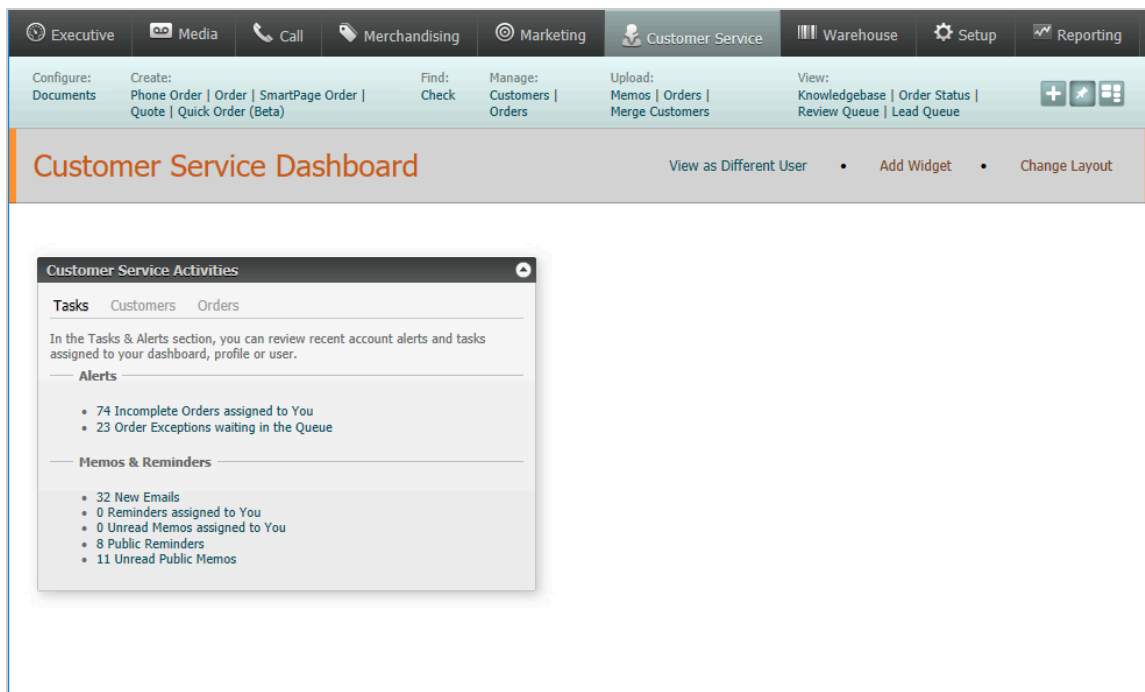 Executive Media Call Merchandising Marketing Customer Service Warehouse Setup Reporting
Configure: Create: Find: Manage: Upload: View:
Documents Phone Order | Order | SmartPage Order | Check Customers | Memos | Orders | Knowledgebase | Order Status |
Quote | Quick Order (Beta) Orders Merge Customers Review Queue | Lead Queue
Customer Service Dashboard View as Different User • Add Widget • Change Layout
Customer Service Activities
Tasks Customers Orders
In the Tasks & Alerts section, you can review recent account alerts and tasks
assigned to your dashboard, profile or user.
Alerts
• 74 Incomplete Orders assigned to You
• 23 Order Exceptions waiting in the Queue
Memos & Reminders
• 32 New Emails
• 0 Reminders assigned to You
• 0 Unread Memos assigned to You
• 8 Public Reminders
• 11 Unread Public Memos